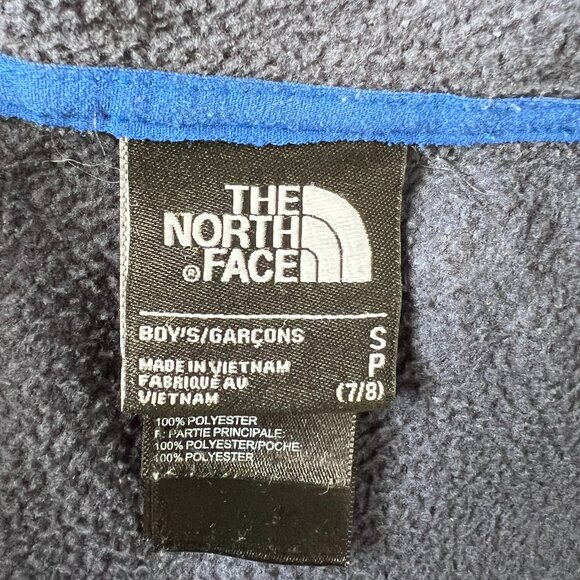 THE
NORTH
®FACE
BOY'S/GARÇONS S
P
MADE IN VIETNAM
FABRIQUÉ AU
VIETNAM
(7/8)
100% POLYESTER
F: PARTIE PRINCIPALE:
100% POLYESTER/POCHE:
100% POLYESTER